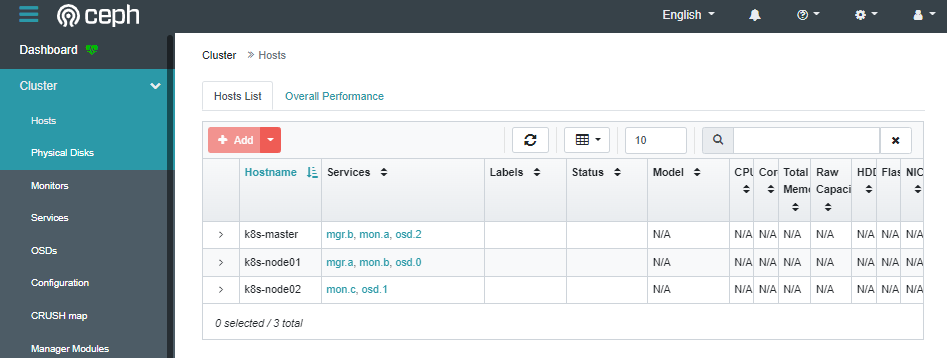 ceph
English
Dashboard
Cluster
Hosts
Physical Disks
Monitors
Services
OSDs
Configuration
CRUSH map
Manager Modules
Cluster » Hosts
Hosts List Overall Performance
+ Add 10
Hostname Services Labels Status Model CPU Cor Total Memo Raw Capaci HDD Flas NIC
k8s-master mgr.b, mon.a, osd.2 N/A N/A N/A N/A N/A N/A N/A N/A
k8s-node01 mgr.a, mon.b, osd.0 N/A N/A N/A N/A N/A N/A N/A N/A
k8s-node02 mon.c, osd.1 N/A N/A N/A N/A N/A N/A N/A N/A
0 selected / 3 total